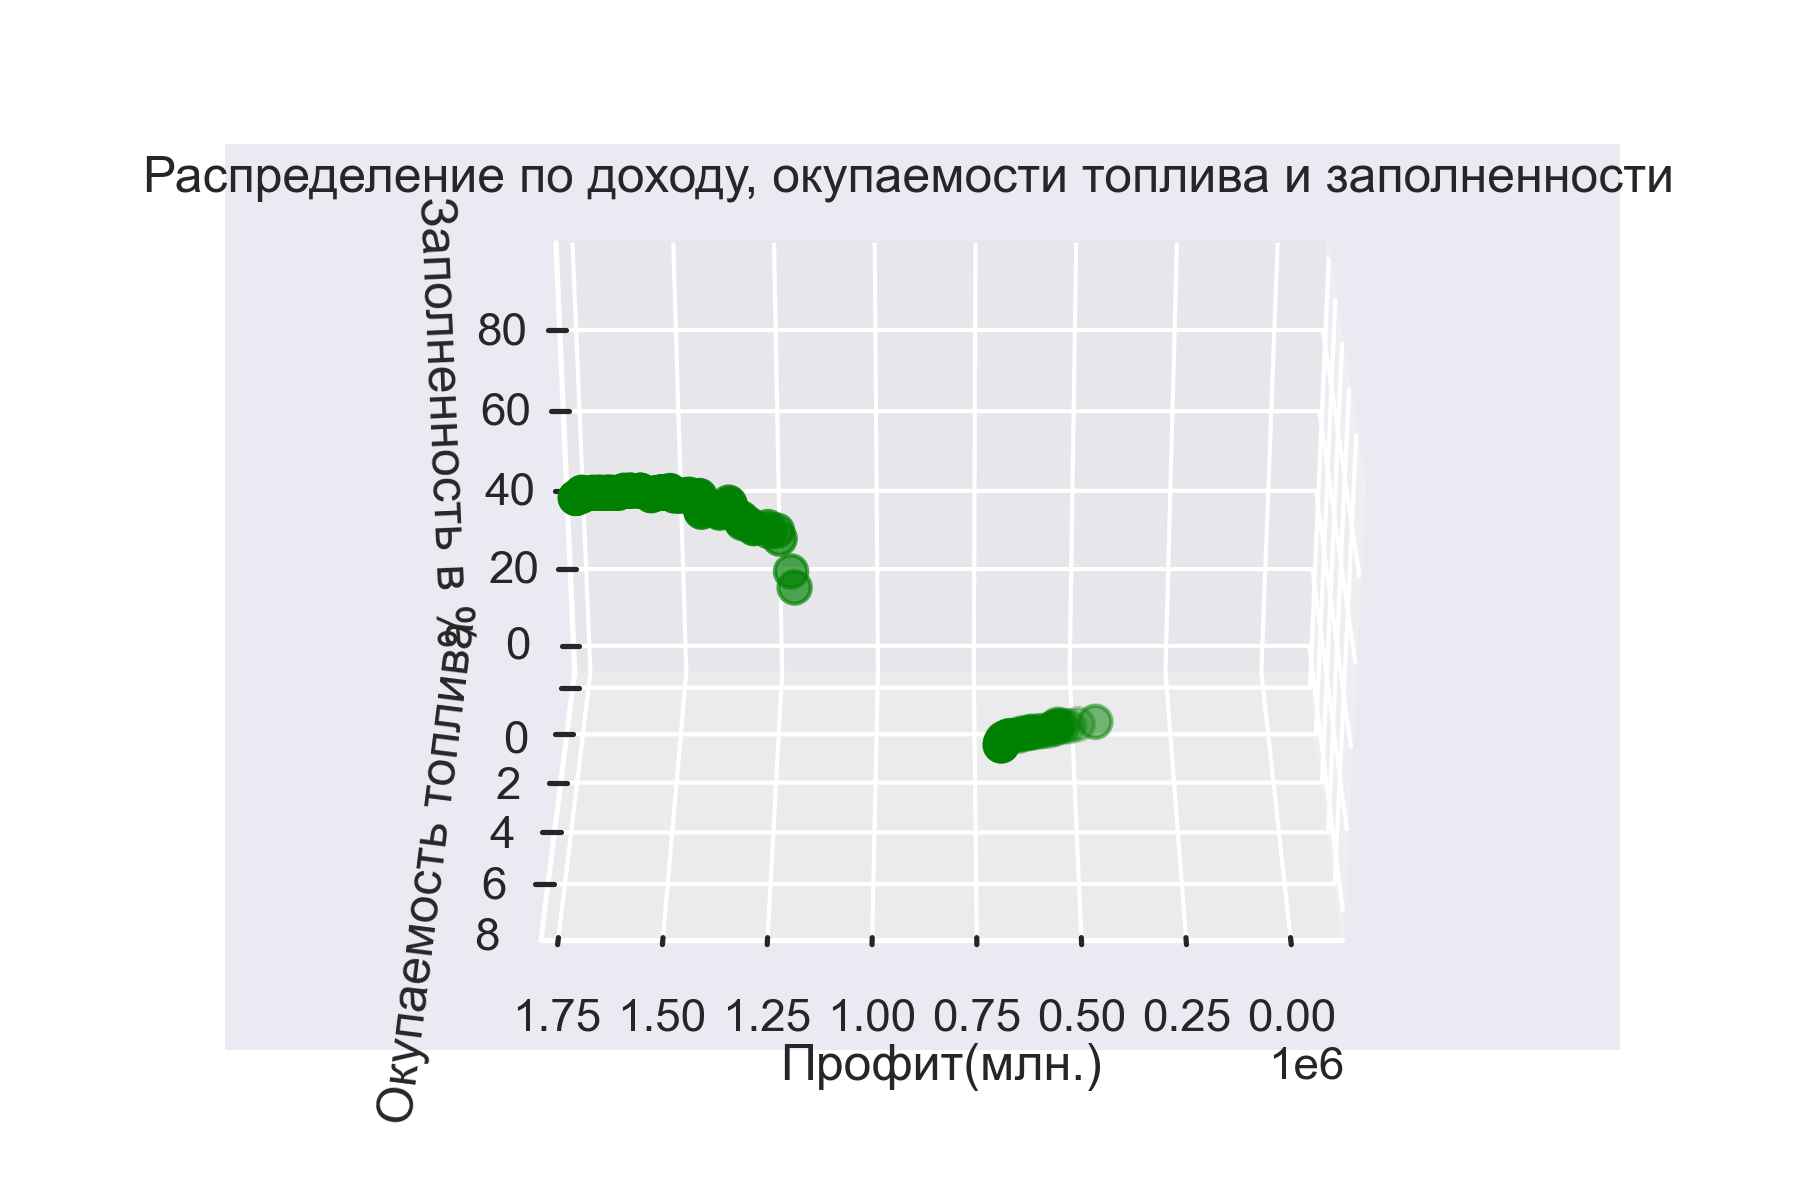 Распределение по доходу, окупаемости топлива и заполненности
Заполненность в %
80
60
40
20
0
Окупаемость топлива
0
2
4
6
8
1.75 1.50 1.25 1.00 0.75 0.50 0.25 0.00
Профит(млн.)
1e6